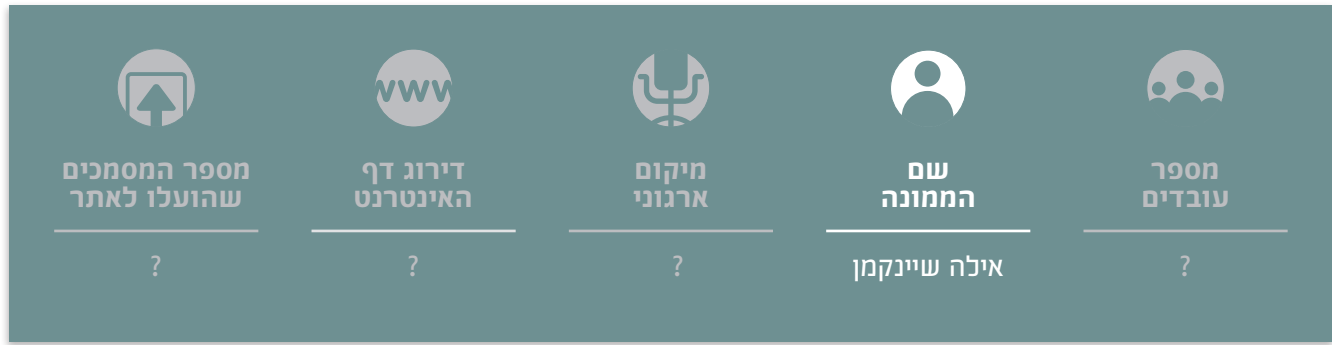 מספר
עובדים
?
שם
הממונה
אילה שיינקמן
מיקום
ארגוני
?
דירוג דף
האינטרנט
?
מספר המסמכים
שהועלו לאתר
?
www